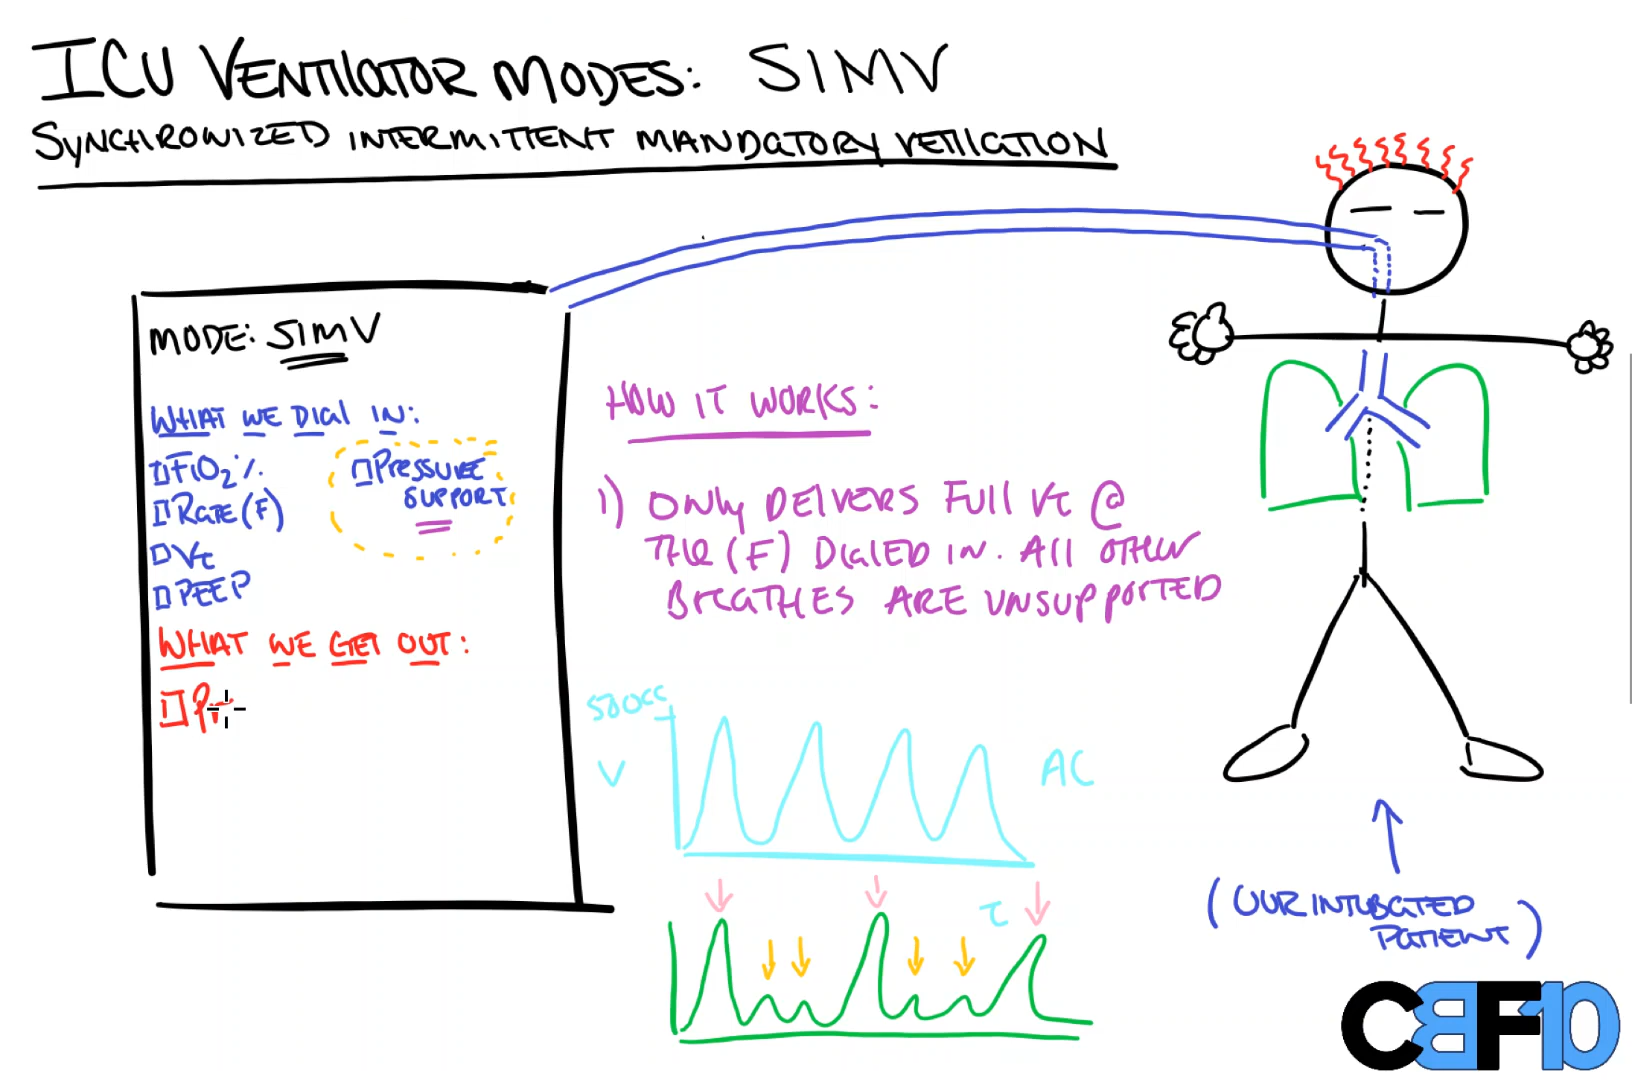 ICU VENTILATOR MODES: SIMV
SYNCHROWIZED INTERMITTENT MANDATORY VETILATION
MODE: SIMV
WHAT WE DIAL IN:
FIO2 %
RATE (F)
Vt
PEEP
PRESSURE
SUPPORT
WHAT WE GET OUT:
Pr
HOW IT WORKS:
1) ONLY DELIVERS FULL Vt @
THE (F) DIALED IN. All OTHER
BREATHES ARE UNSUPPORTED
500cc
V
AC
τ
(OUR INTUBATED
PATIENT)
CBF10